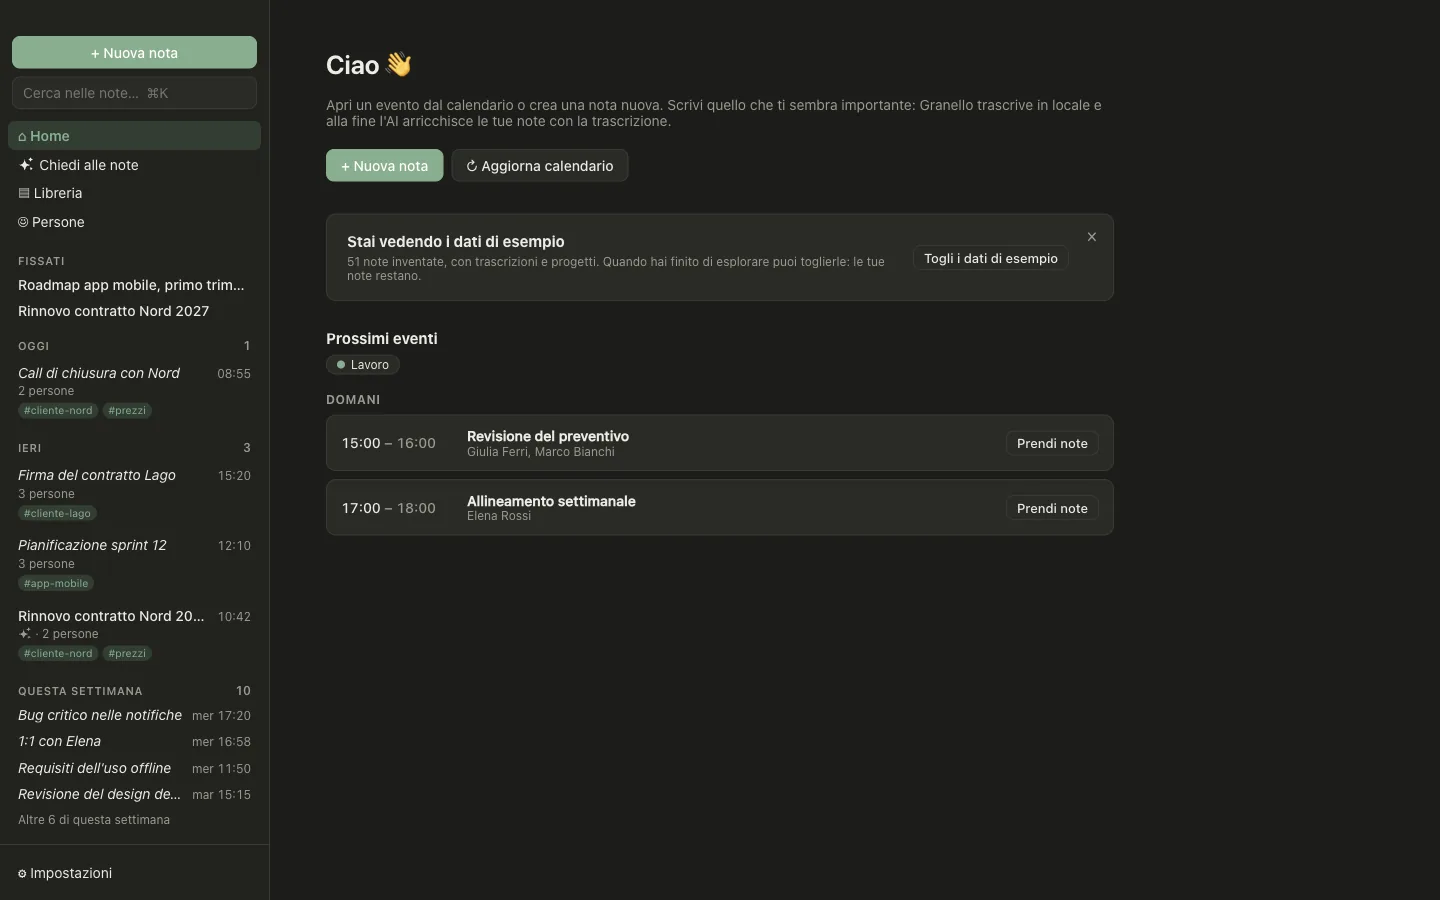 + Nuova nota
Cerca nelle note... ⌘K
Home
Chiedi alle note
Libreria
Persone
FISSATI
Roadmap app mobile, primo trim...
Rinnovo contratto Nord 2027
OGGI 1
Call di chiusura con Nord 08:55
2 persone
#cliente-nord #prezzi
IERI 3
Firma del contratto Lago 15:20
3 persone
#cliente-lago
Pianificazione sprint 12 12:10
3 persone
#app-mobile
Rinnovo contratto Nord 20... 10:42
· 2 persone
#cliente-nord #prezzi
QUESTA SETTIMANA 10
Bug critico nelle notifiche mer 17:20
1:1 con Elena mer 16:58
Requisiti dell'uso offline mer 11:50
Revisione del design de... mar 15:15
Altre 6 di questa settimana
Impostazioni
Ciao 👋
Apri un evento dal calendario o crea una nota nuova. Scrivi quello che ti sembra importante: Granello trascrive in locale e
alla fine l'AI arricchisce le tue note con la trascrizione.
+ Nuova nota
Aggiorna calendario
Stai vedendo i dati di esempio
51 note inventate, con trascrizioni e progetti. Quando hai finito di esplorare puoi toglierle: le tue
note restano.
Togli i dati di esempio
×
Prossimi eventi
Lavoro
DOMANI
15:00 – 16:00
Revisione del preventivo
Giulia Ferri, Marco Bianchi
Prendi note
17:00 – 18:00
Allineamento settimanale
Elena Rossi
Prendi note